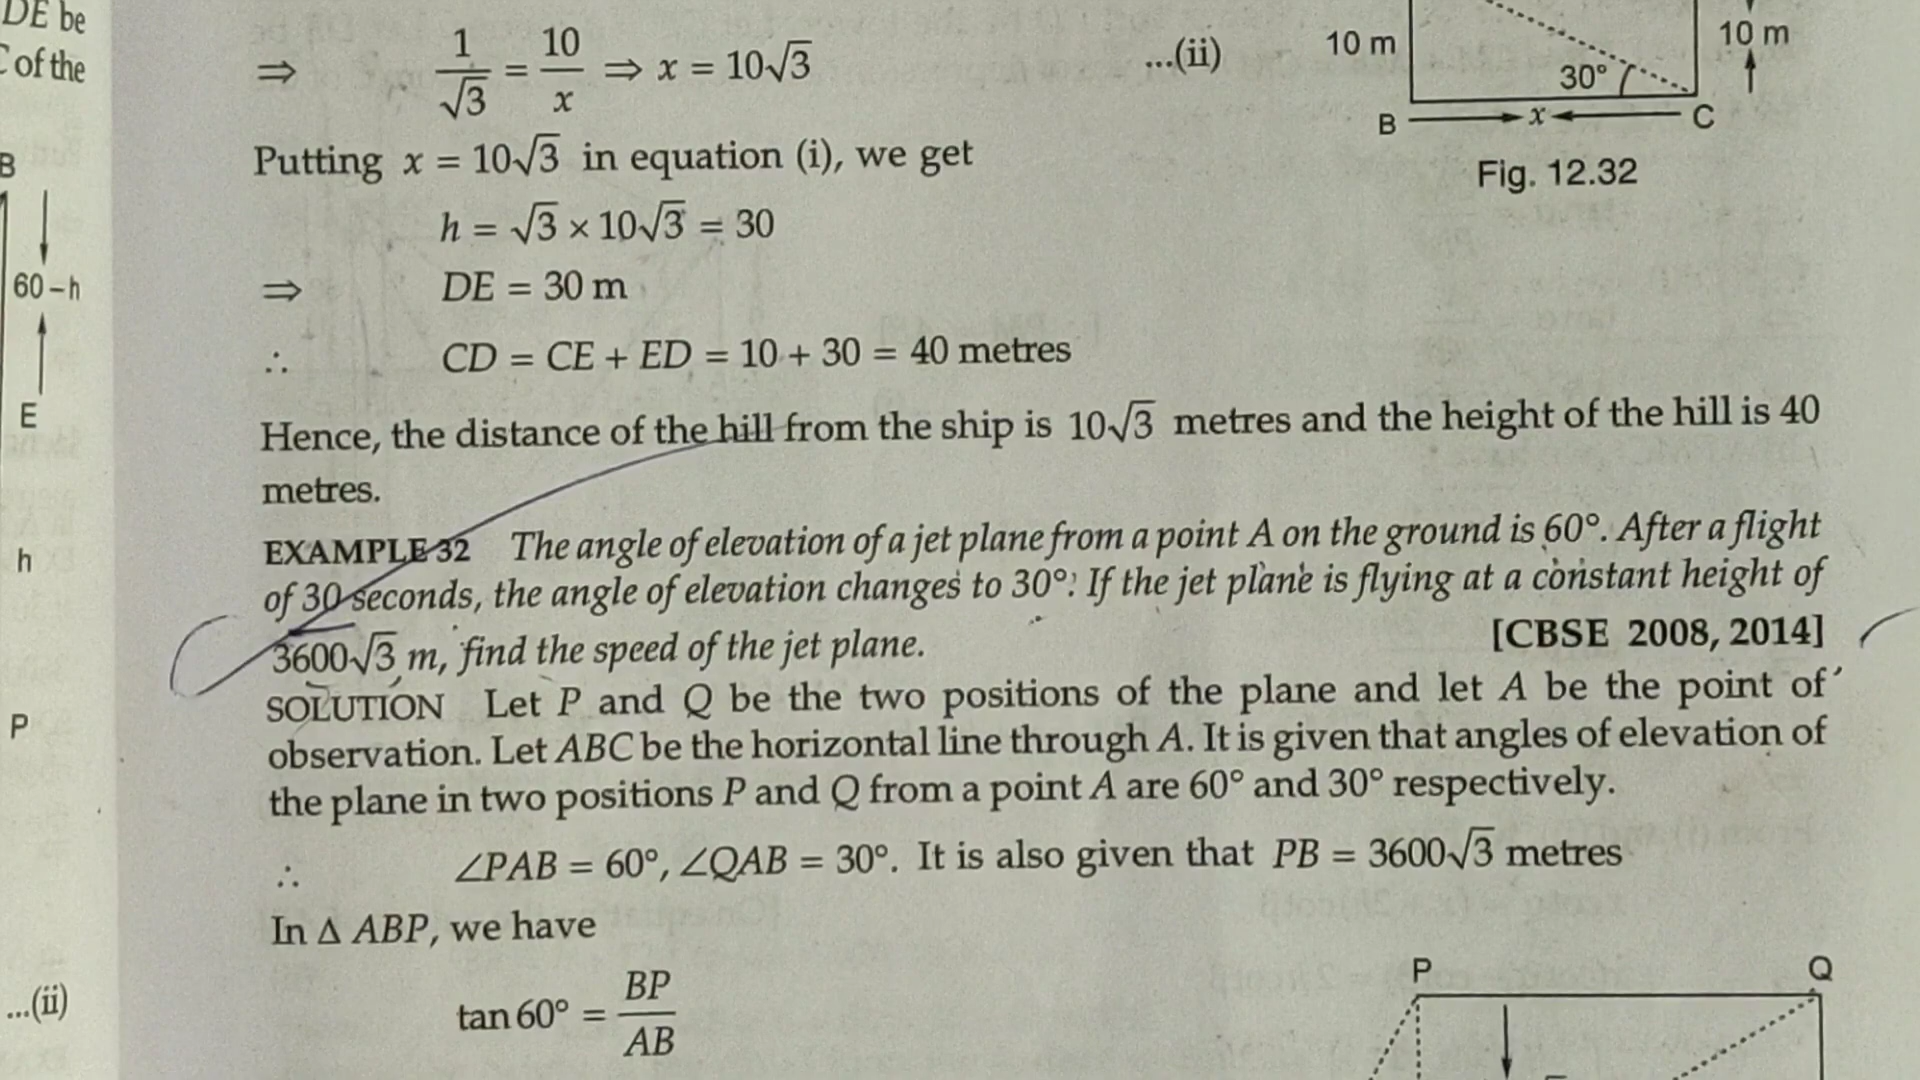 DE be
C of the
B
60 – h
E
h
P
...(ii)
⇒ 1/√3 = 10/x ⇒ x = 10√3 ...(ii)
Putting x = 10√3 in equation (i), we get
h = √3 × 10√3 = 30
⇒ DE = 30 m
∴ CD = CE + ED = 10 + 30 = 40 metres
Hence, the distance of the hill from the ship is 10√3 metres and the height of the hill is 40
metres.
10 m
30°
10 m
B x C
Fig. 12.32
EXAMPLE 32 The angle of elevation of a jet plane from a point A on the ground is 60°. After a flight
of 30 seconds, the angle of elevation changes to 30°. If the jet plane is flying at a constant height of
3600√3 m, find the speed of the jet plane. [CBSE 2008, 2014]
SOLUTION Let P and Q be the two positions of the plane and let A be the point of
observation. Let ABC be the horizontal line through A. It is given that angles of elevation of
the plane in two positions P and Q from a point A are 60° and 30° respectively.
∴ ∠PAB = 60°, ∠QAB = 30°. It is also given that PB = 3600√3 metres
In Δ ABP, we have
tan 60° = BP/AB
P Q